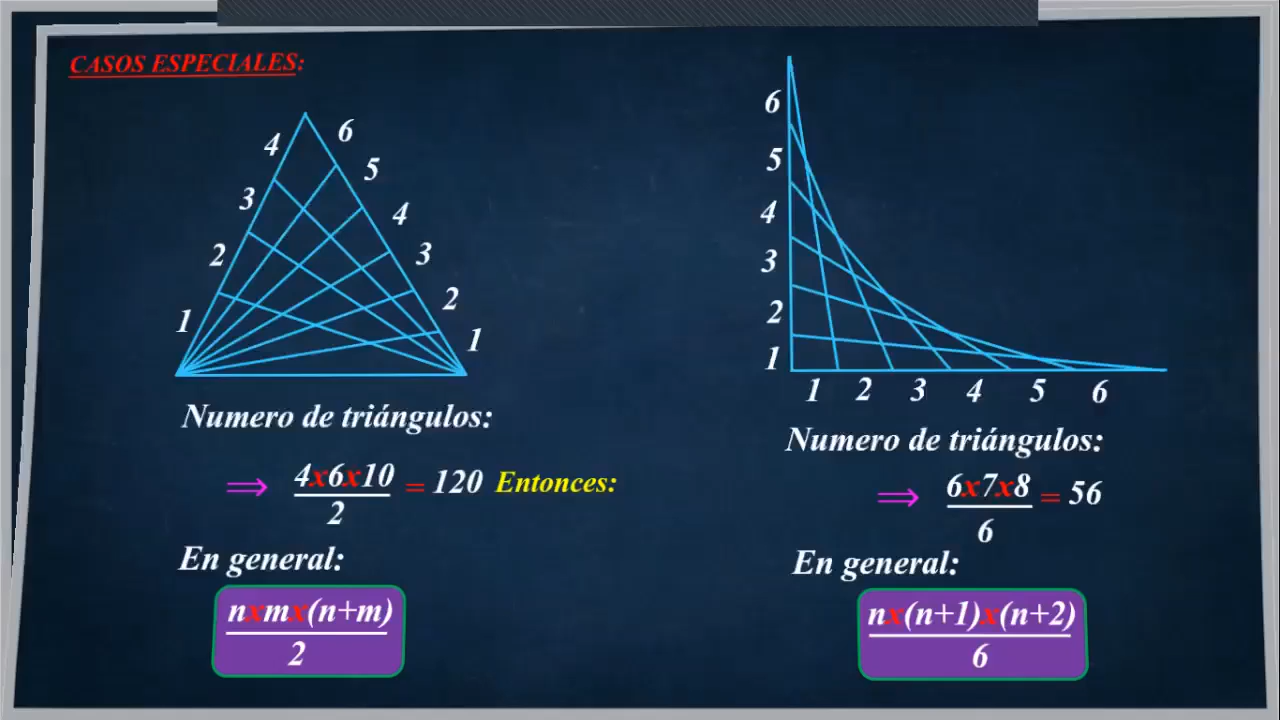 CASOS ESPECIALES:
4
3
2
1
6
5
4
3
2
1
Numero de triángulos:
⟹ 4x6x10 = 120 Entonces:
2
En general:
nxmx(n+m)
2
6
5
4
3
2
1
1 2 3 4 5 6
Numero de triángulos:
⟹ 6x7x8 = 56
6
En general:
nx(n+1)x(n+2)
6